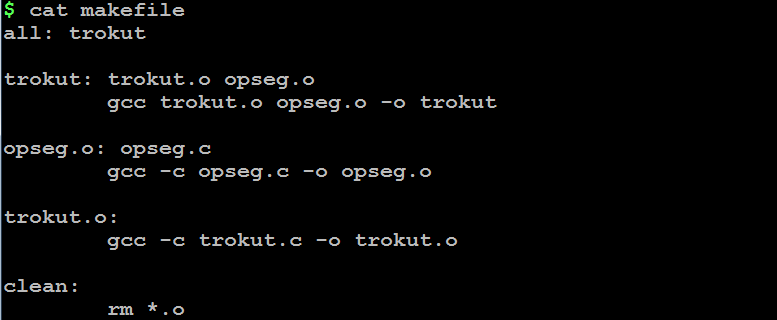 $ cat makefile
all: trokut
trokut: trokut.o opseg.o
gcc trokut.o opseg.o -o trokut
opseg.o: opseg.c
gcc -c opseg.c -o opseg.o
trokut.o:
gcc -c trokut.c -o trokut.o
clean:
rm *.o